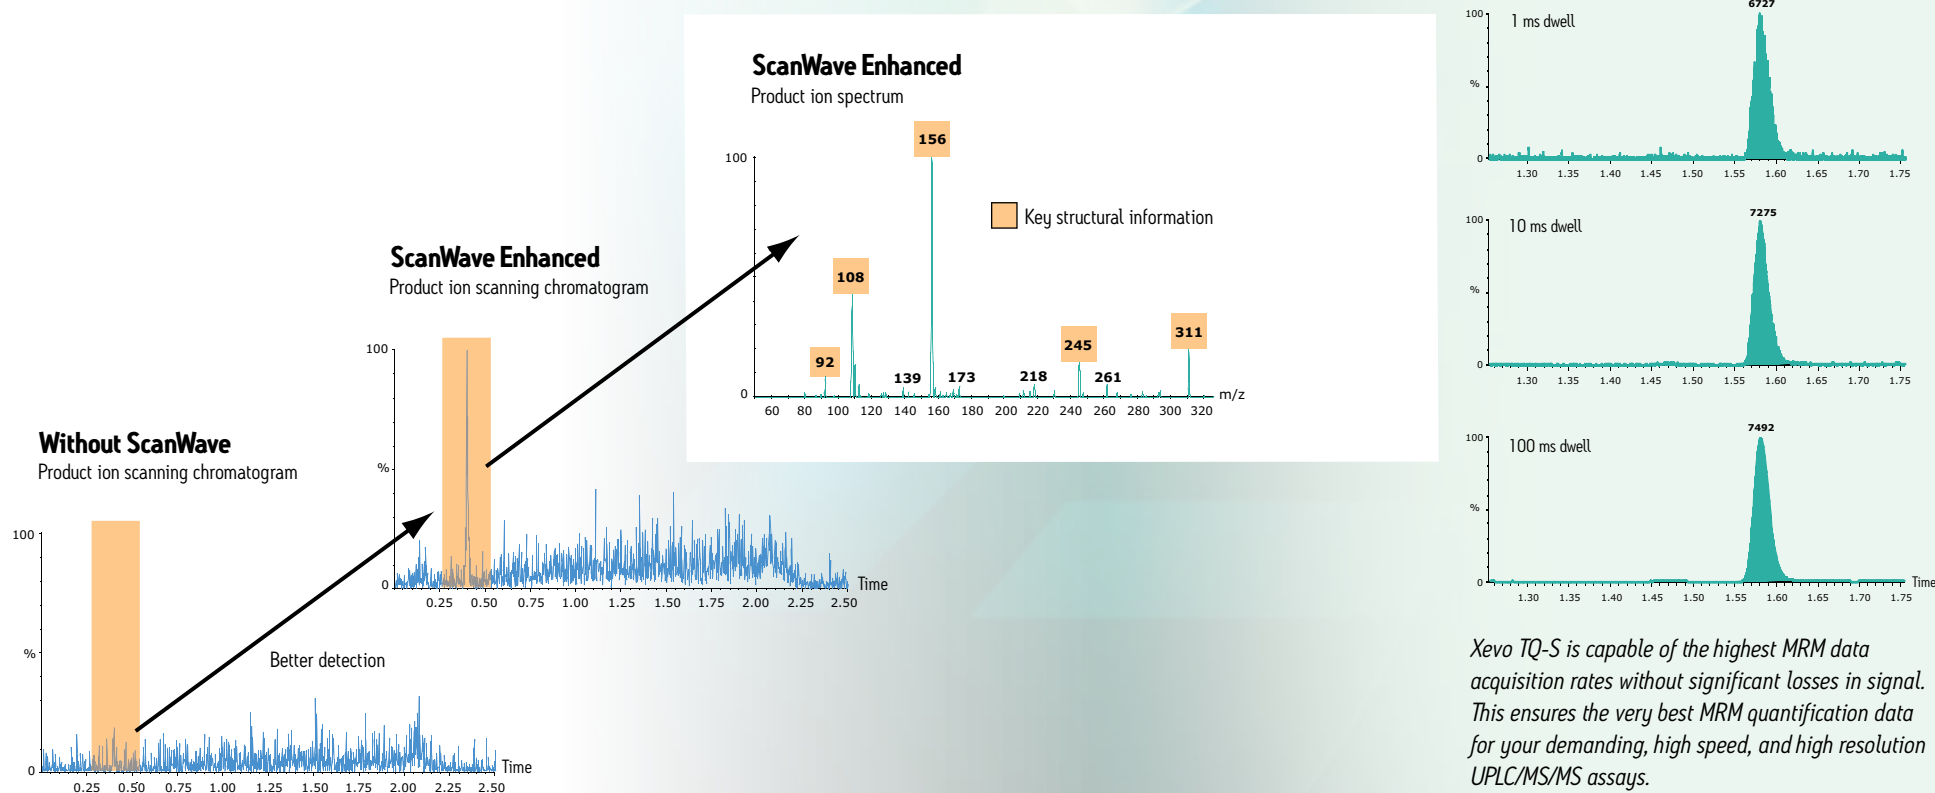 ScanWave Enhanced
Product ion spectrum
156
100
108
Key structural information
311
245
92
139
173
218
261
0
m/z
60 80 100 120 140 160 180 200 220 240 260 280 300 320
ScanWave Enhanced
Product ion scanning chromatogram
100
%
0
Time
0.25 0.50 0.75 1.00 1.25 1.50 1.75 2.00 2.25 2.50
Without ScanWave
Product ion scanning chromatogram
100
%
0
Better detection
Time
0.25 0.50 0.75 1.00 1.25 1.50 1.75 2.00 2.25 2.50
6727
100
1 ms dwell
%
0
1.30 1.35 1.40 1.45 1.50 1.55 1.60 1.65 1.70 1.75
7275
100
10 ms dwell
%
0
1.30 1.35 1.40 1.45 1.50 1.55 1.60 1.65 1.70 1.75
7492
100
100 ms dwell
%
0
Time
1.30 1.35 1.40 1.45 1.50 1.55 1.60 1.65 1.70 1.75
Xevo TQ-S is capable of the highest MRM data
acquisition rates without significant losses in signal.
This ensures the very best MRM quantification data
for your demanding, high speed, and high resolution
UPLC/MS/MS assays.